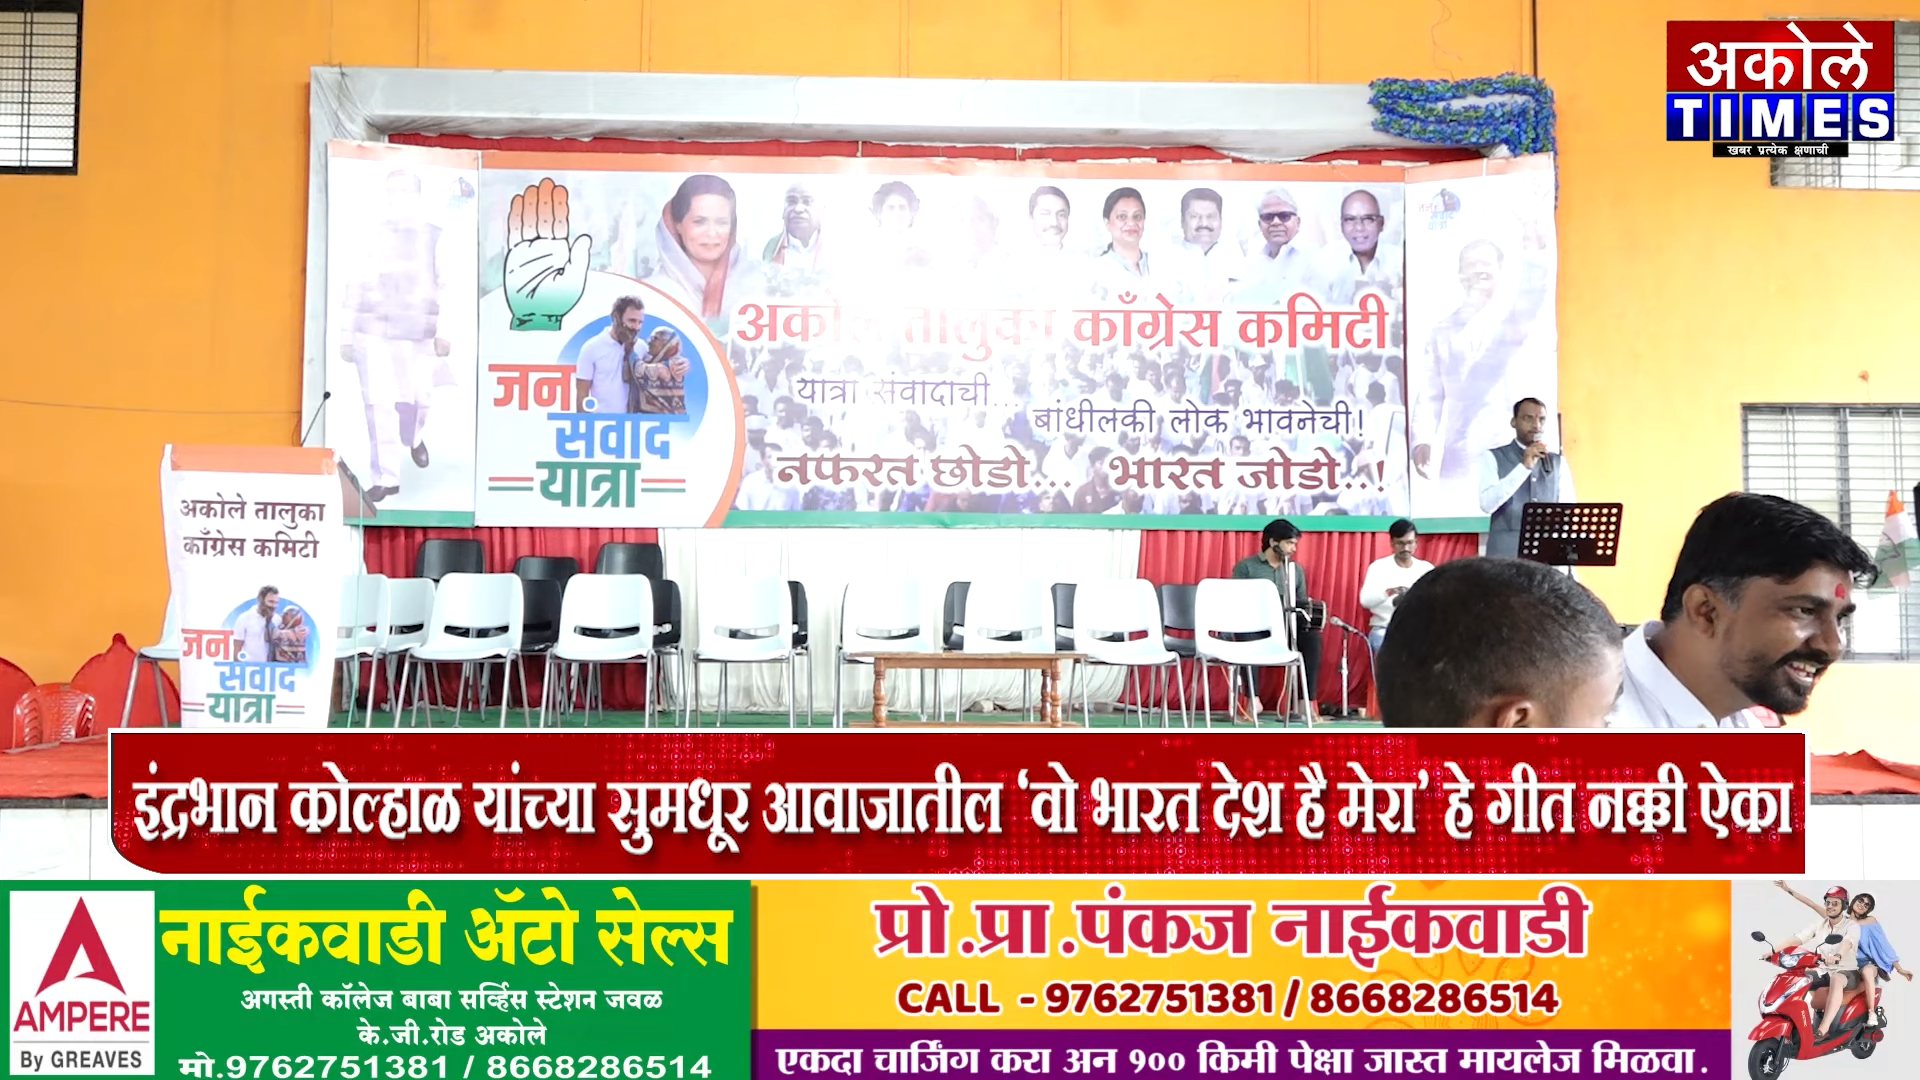 अकोले
TIMES
खबर प्रत्येक क्षणाची
अकोले तालुका काँग्रेस कमिटी
यात्रा संवादाची...
बांधीलकी लोक भावनेची!
नफरत छोडो... भारत जोडो..!
जन
संवाद
यात्रा
अकोले तालुका
काँग्रेस कमिटी
जन
संवाद
यात्रा
इंद्रभान कोल्हाळ यांच्या सुमधूर आवाजातील ‘वो भारत देश है मेरा’ हे गीत नक्की ऐका
AMPERE
By GREAVES
नाईकवाडी ॲटो सेल्स
अगस्ती कॉलेज बाबा सर्व्हिस स्टेशन जवळ
के.जी.रोड अकोले
मो.9762751381 / 8668286514
प्रो.प्रा.पंकज नाईकवाडी
CALL - 9762751381 / 8668286514
एकदा चार्जिंग करा अन १०० किमी पेक्षा जास्त मायलेज मिळवा.